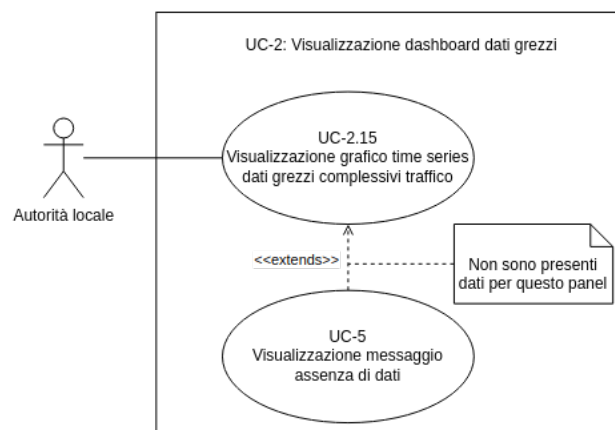 UC-2: Visualizzazione dashboard dati grezzi
UC-2.15
Visualizzazione grafico time series
dati grezzi complessivi traffico
Autorità locale
<<extends>>
Non sono presenti
dati per questo panel
UC-5
Visualizzazione messaggio
assenza di dati